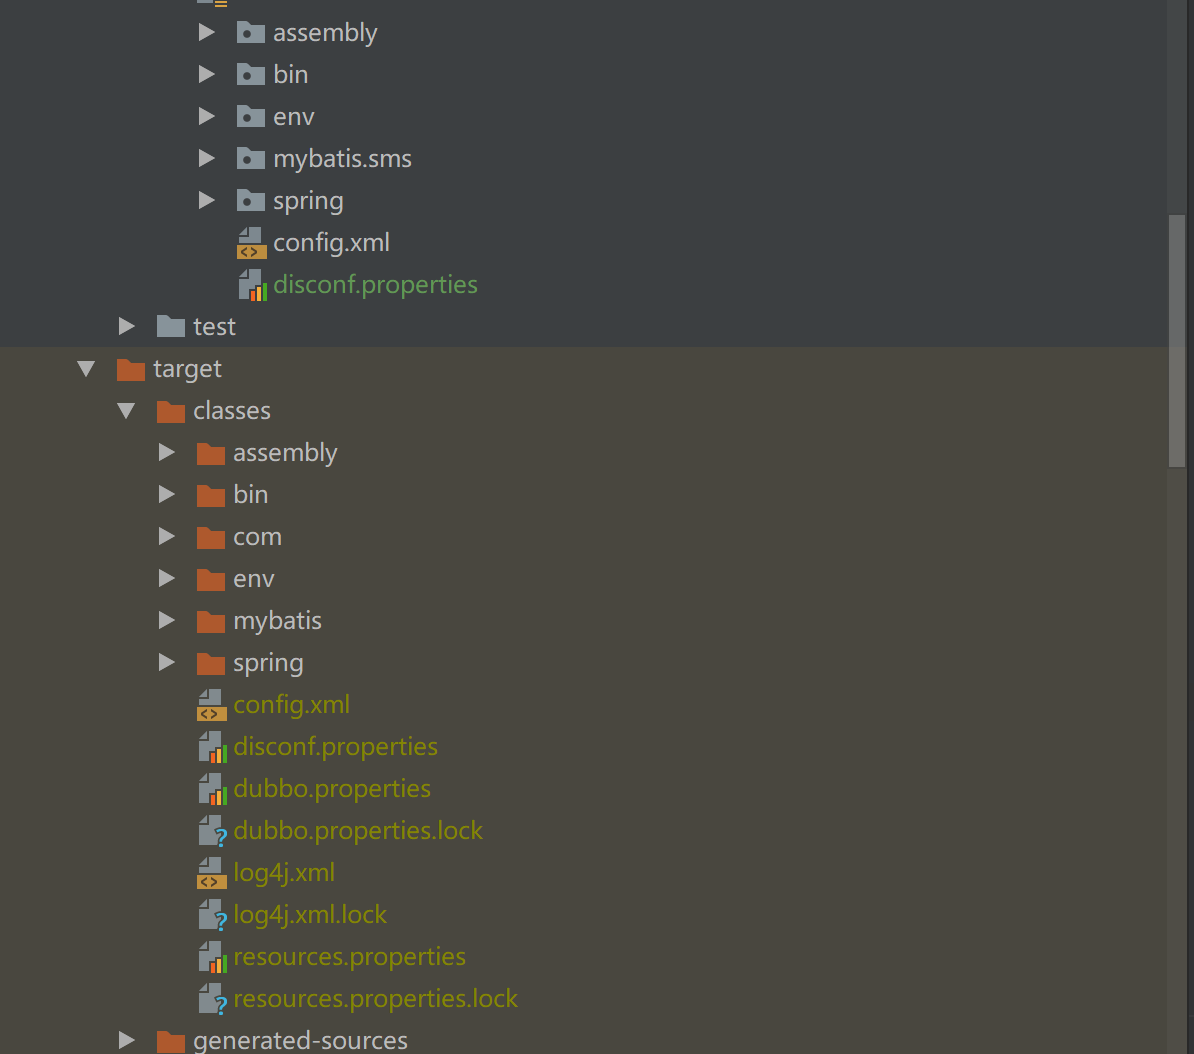 assembly
bin
env
mybatis.sms
spring
config.xml
disconf.properties
test
target
classes
assembly
bin
com
env
mybatis
spring
config.xml
disconf.properties
dubbo.properties
dubbo.properties.lock
log4j.xml
log4j.xml.lock
resources.properties
resources.properties.lock
generated-sources